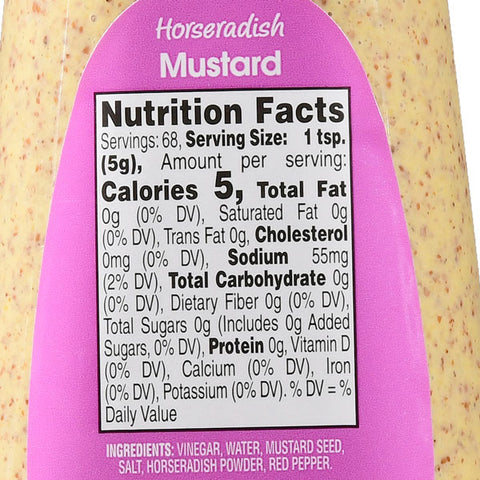 Horseradish
Mustard
Nutrition Facts
Servings: 68, Serving Size: 1 tsp.
(5g), Amount per serving:
Calories 5, Total Fat
0g (0% DV), Saturated Fat 0g
(0% DV), Trans Fat 0g, Cholesterol
0mg (0% DV), Sodium 55mg
(2% DV), Total Carbohydrate 0g
(0% DV), Dietary Fiber 0g (0% DV),
Total Sugars 0g (Includes 0g Added
Sugars, 0% DV), Protein 0g, Vitamin D
(0% DV), Calcium (0% DV), Iron
(0% DV), Potassium (0% DV). % DV = %
Daily Value
INGREDIENTS: VINEGAR, WATER, MUSTARD SEED,
SALT, HORSERADISH POWDER, RED PEPPER.